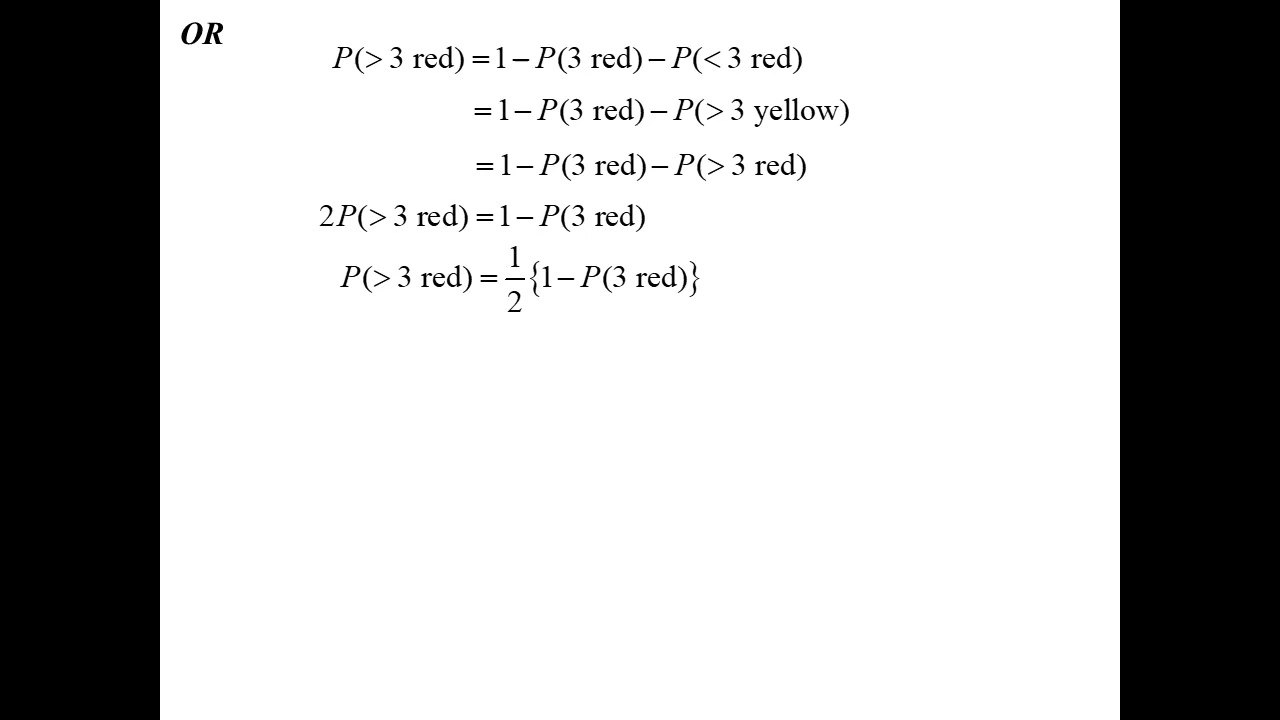 OR
P(> 3 red) = 1 − P(3 red) − P(< 3 red)
= 1 − P(3 red) − P(> 3 yellow)
= 1 − P(3 red) − P(> 3 red)
2P(> 3 red) = 1 − P(3 red)
P(> 3 red) = 1/2 {1 − P(3 red)}